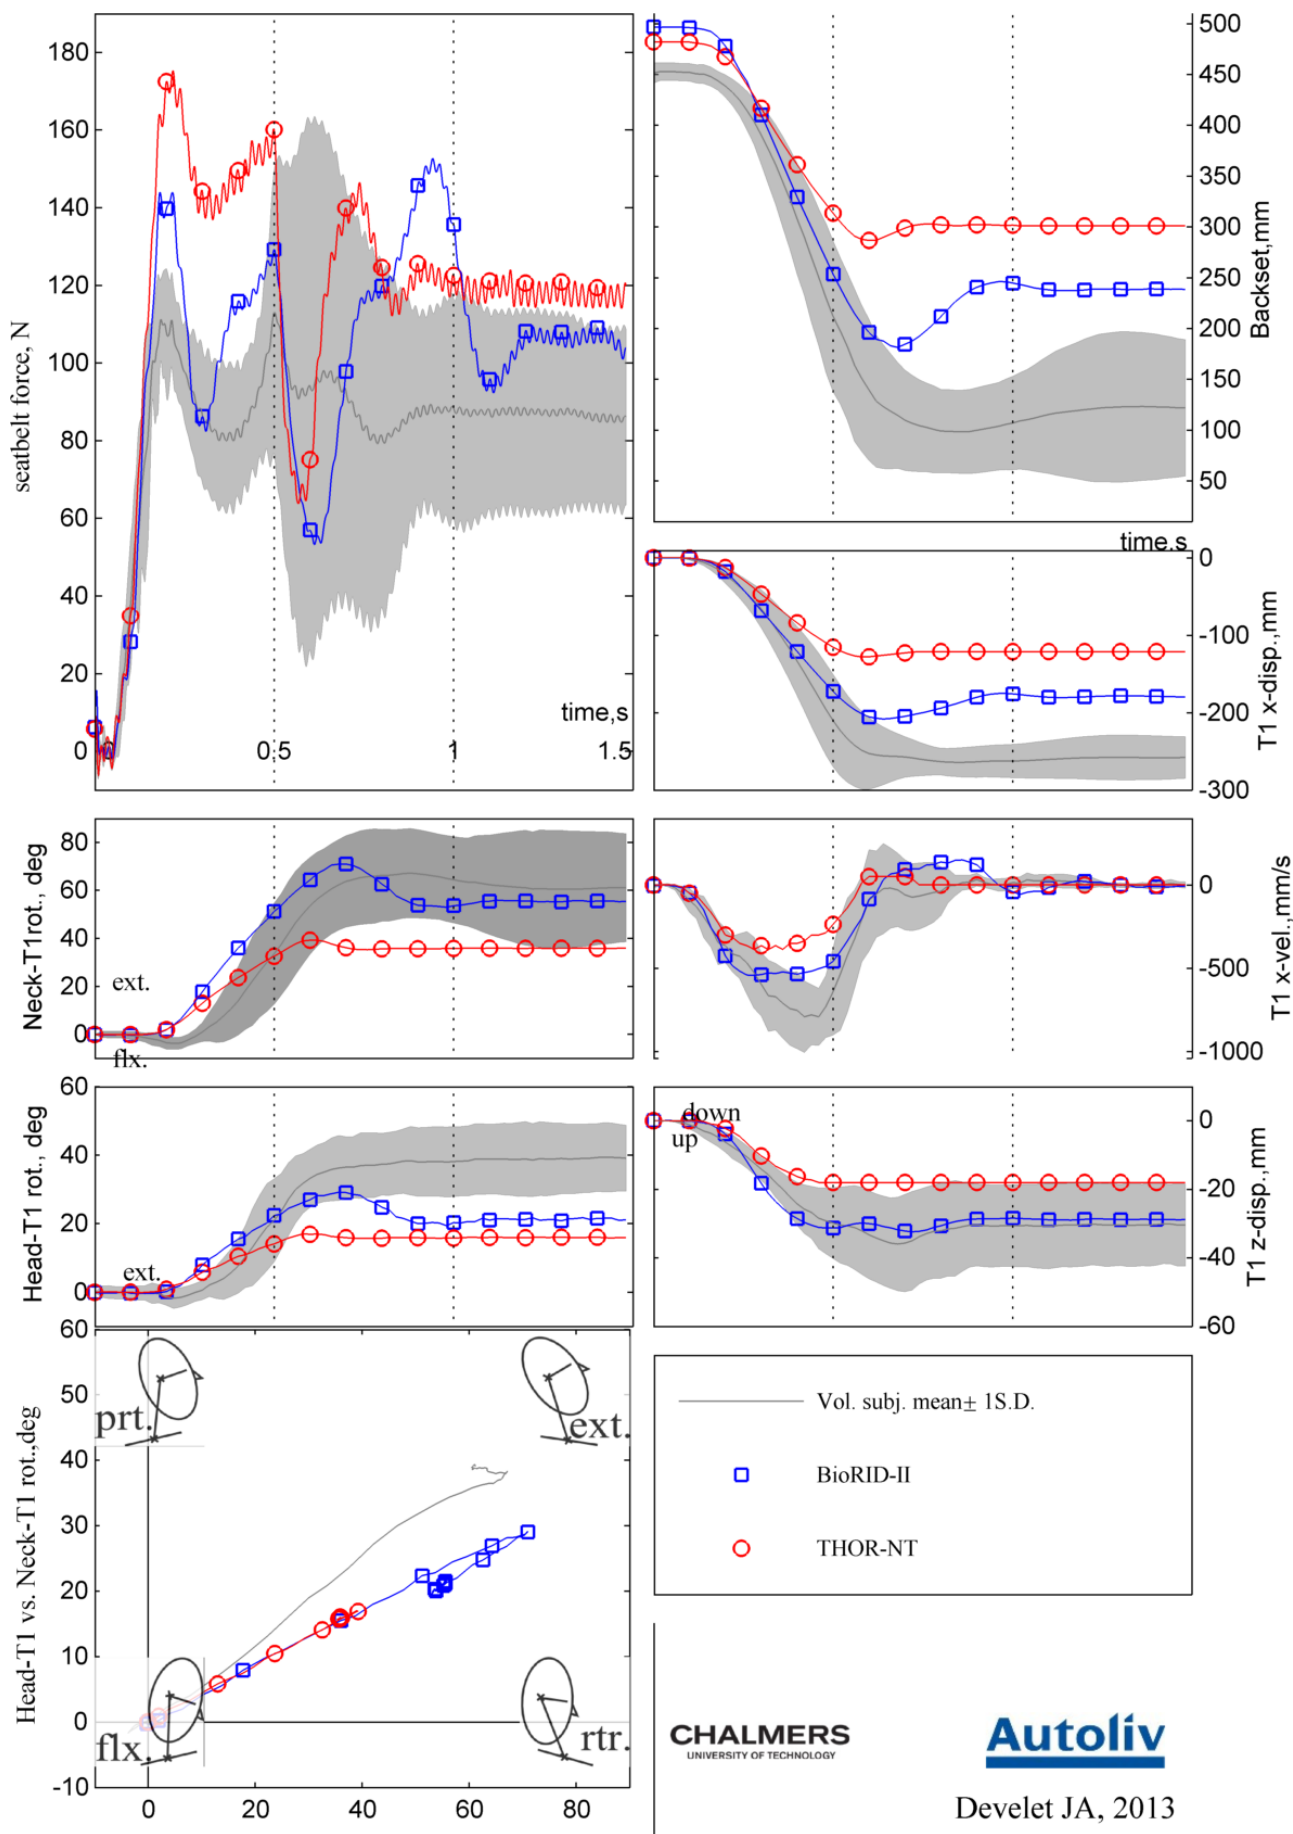 180
160
140
120
100
80
60
40
20
0
seatbelt force, N
time,s
0.5
1
1.5
500
450
400
350
300
250
200
150
100
50
Backset,mm
time,s
0
-100
-200
-300
T1 x-disp.,mm
80
60
40
20
0
Neck-T1rot., deg
ext.
flx.
0
-500
-1000
T1 x-vel.,mm/s
60
40
20
0
Head-T1 rot., deg
ext.
down
up
0
-20
-40
-60
T1 z-disp.,mm
60
50
40
30
20
10
0
-10
Head-T1 vs. Neck-T1 rot.,deg
prt.
ext.
flx.
rtr.
0
20
40
60
80
Vol. subj. mean± 1S.D.
BioRID-II
THOR-NT
CHALMERS
UNIVERSITY OF TECHNOLOGY
Autoliv
Develet JA, 2013